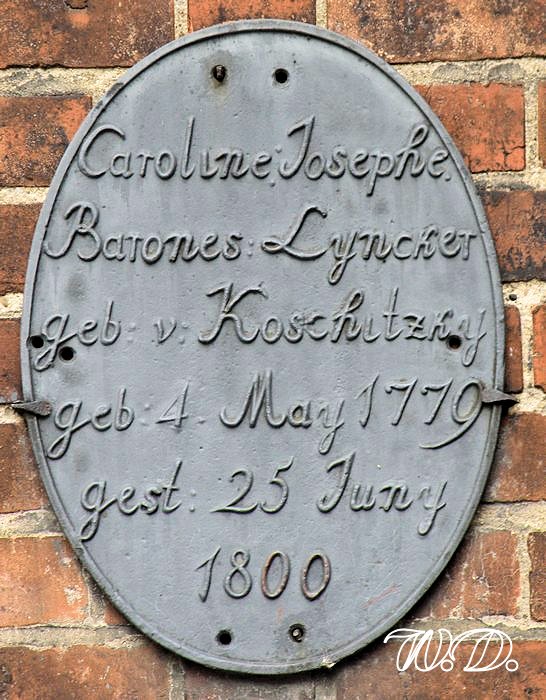 Caroline: Josephe.
Barones: Lyncker
geb: v: Koschitzky
geb: 4. May 1779
gest: 25 Juny
1800
W.D.